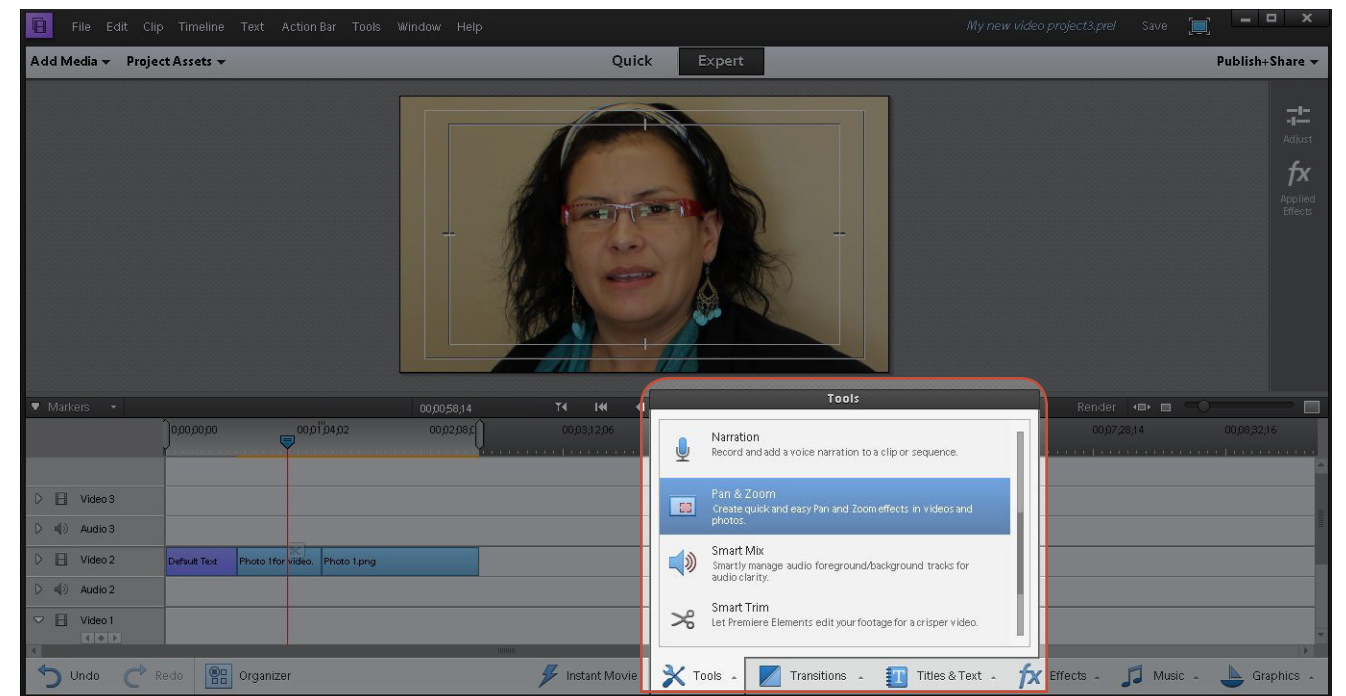 File Edit Clip Timeline Text Action Bar Tools Window Help My new video project3.prel Save
Add Media Project Assets Quick Expert Publish+Share
Adjust
fx
Applied
Effects
Markers 00;00;58;14 Render
Tools
00;00;00;00 00;01;04;02 00;02;08; 00;03;12;06 00;07;28;14 00;08;32;16
Narration
Record and add a voice narration to a clip or sequence.
Pan & Zoom
Create quick and easy Pan and Zoom effects in videos and
photos.
Smart Mix
Smartly manage audio foreground/background tracks for
audio clarity.
Smart Trim
Let Premiere Elements edit your footage for a crisper video.
Video 3
Audio 3
Video 2 Default Text Photo 1for video. Photo 1.png
Audio 2
Video 1
Undo Redo Organizer Instant Movie Tools Transitions T Titles & Text fx Effects Music Graphics